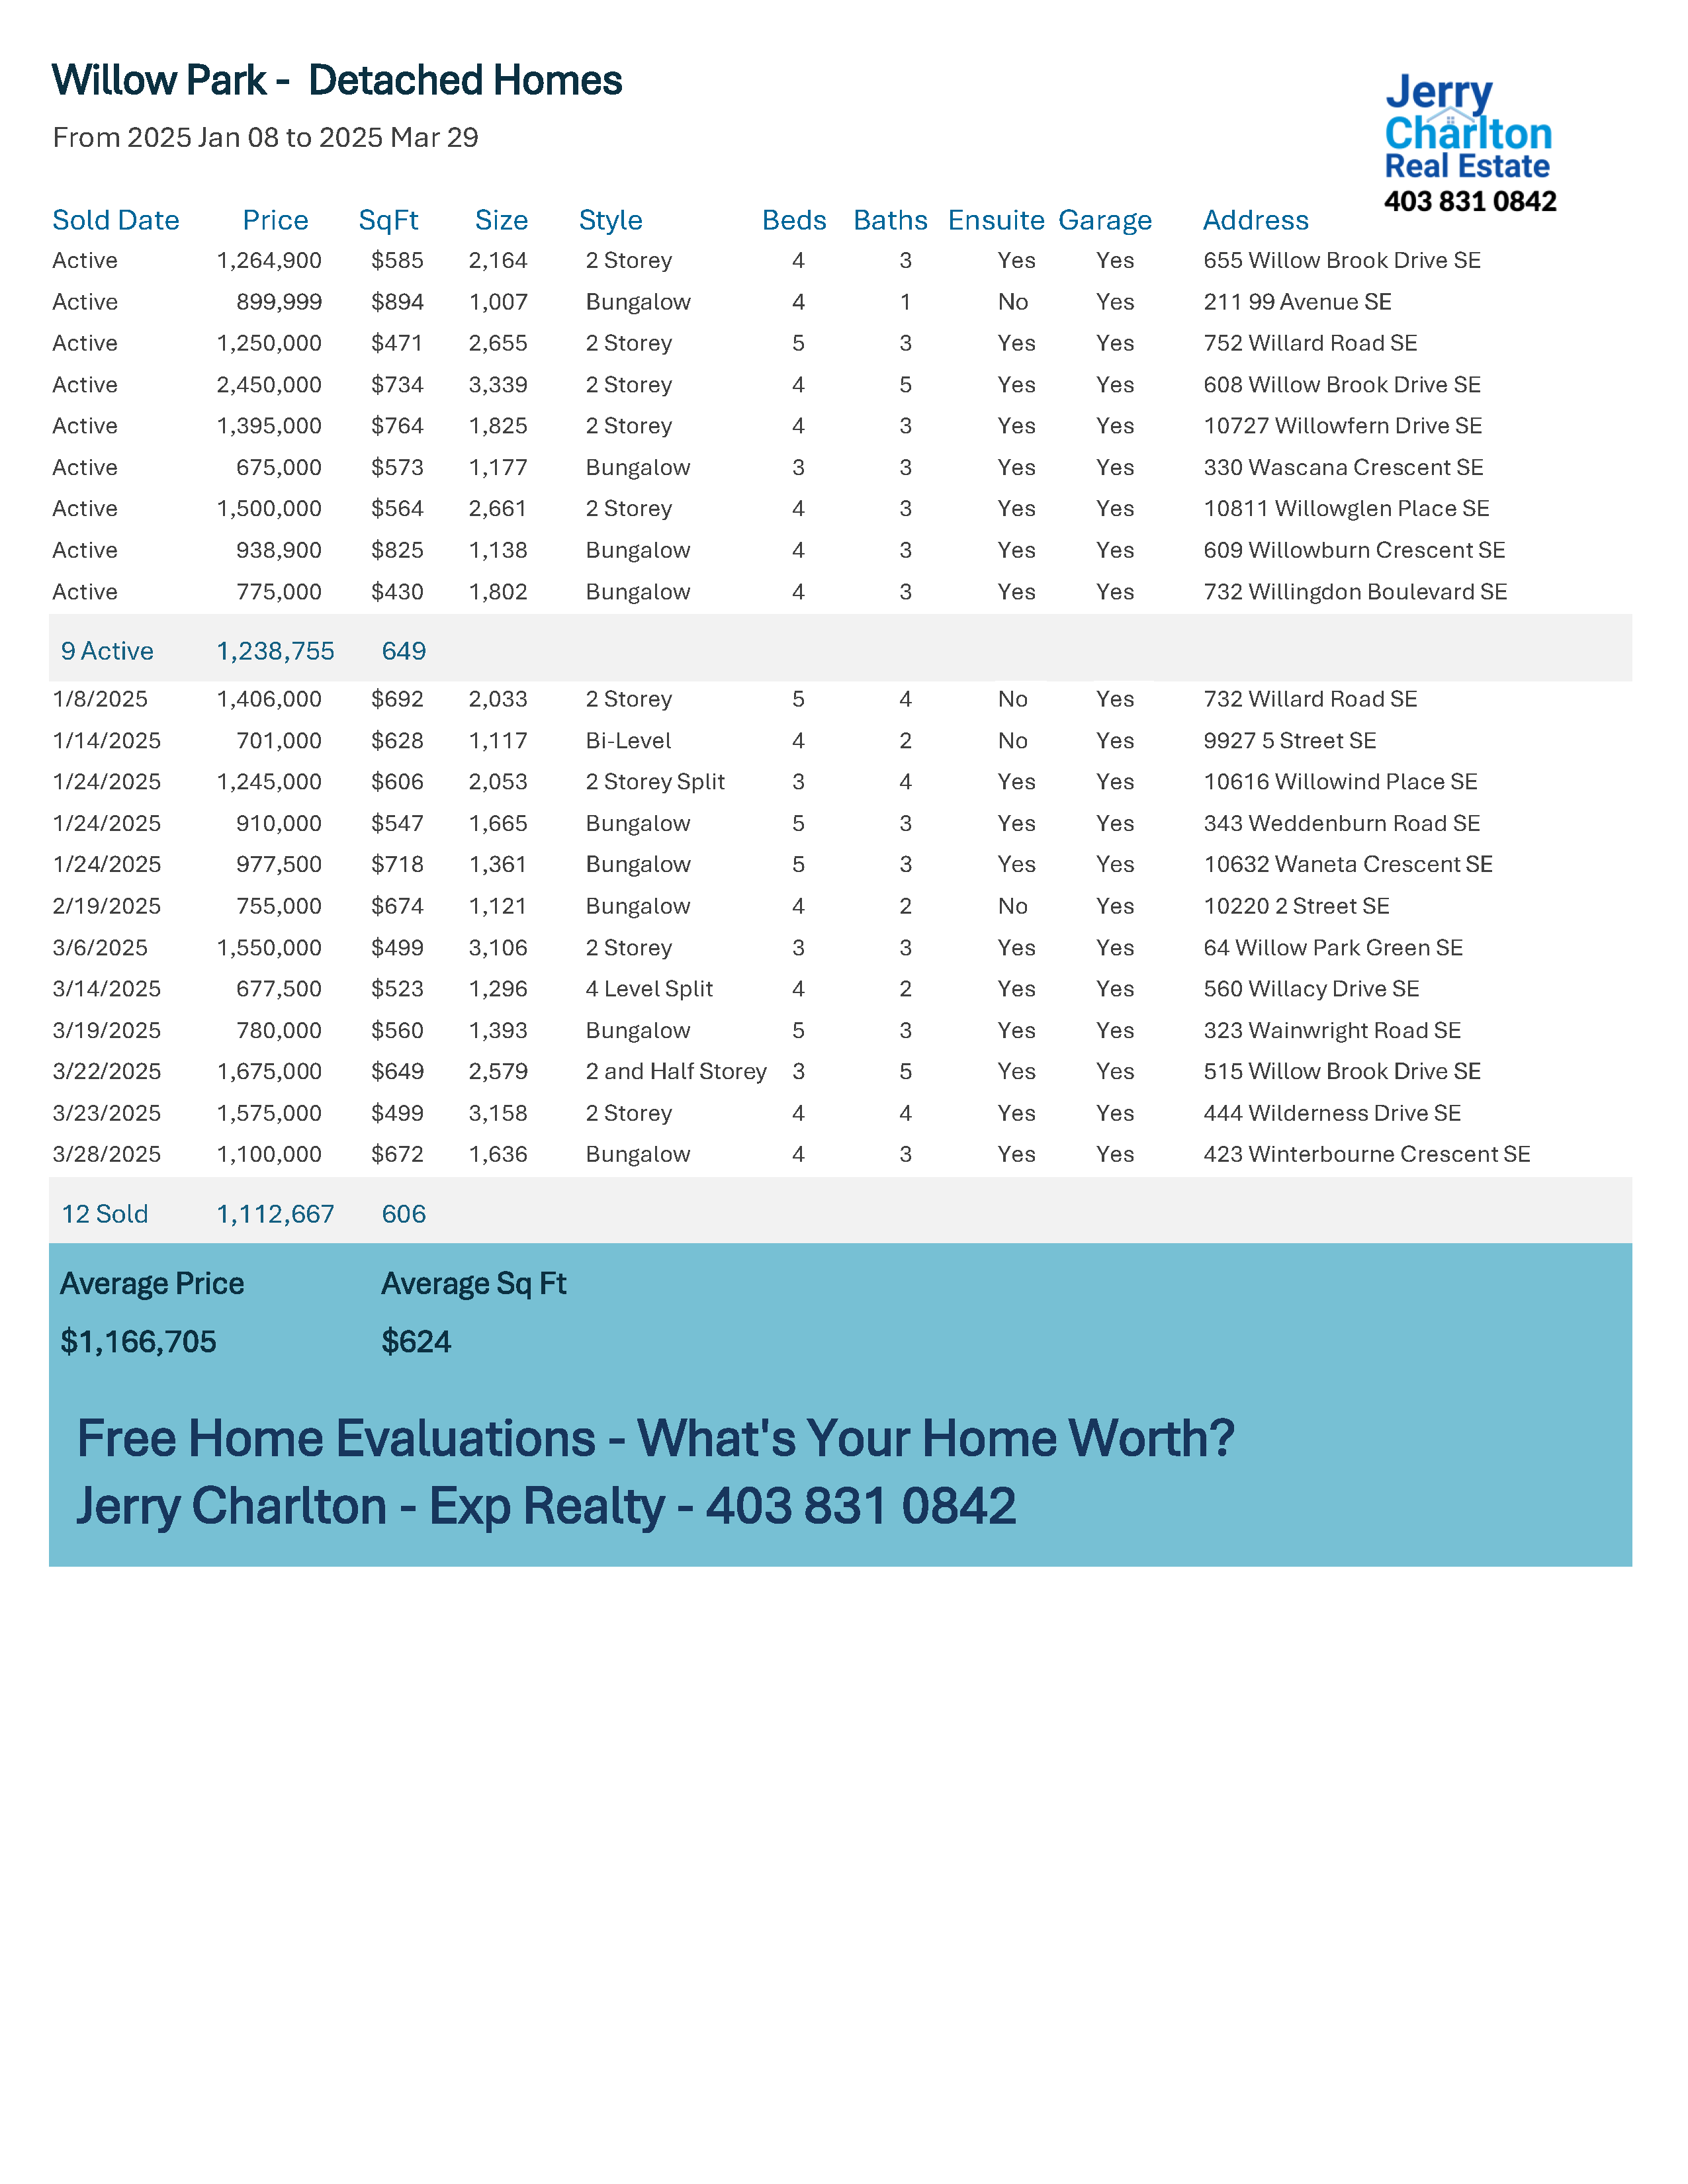 Willow Park -  Detached Homes
From 2025 Jan 08 to 2025 Mar 29
Jerry
Charlton
Real Estate
403 831 0842
Sold Date Price SqFt Size Style Beds Baths Ensuite Garage Address
Active 1,264,900 $585 2,164 2 Storey 4 3 Yes Yes 655 Willow Brook Drive SE
Active 899,999 $894 1,007 Bungalow 4 1 No Yes 211 99 Avenue SE
Active 1,250,000 $471 2,655 2 Storey 5 3 Yes Yes 752 Willard Road SE
Active 2,450,000 $734 3,339 2 Storey 4 5 Yes Yes 608 Willow Brook Drive SE
Active 1,395,000 $764 1,825 2 Storey 4 3 Yes Yes 10727 Willowfern Drive SE
Active 675,000 $573 1,177 Bungalow 3 3 Yes Yes 330 Wascana Crescent SE
Active 1,500,000 $564 2,661 2 Storey 4 3 Yes Yes 10811 Willowglen Place SE
Active 938,900 $825 1,138 Bungalow 4 3 Yes Yes 609 Willowburn Crescent SE
Active 775,000 $430 1,802 Bungalow 4 3 Yes Yes 732 Willingdon Boulevard SE
9 Active 1,238,755 649
1/8/2025 1,406,000 $692 2,033 2 Storey 5 4 No Yes 732 Willard Road SE
1/14/2025 701,000 $628 1,117 Bi-Level 4 2 No Yes 9927 5 Street SE
1/24/2025 1,245,000 $606 2,053 2 Storey Split 3 4 Yes Yes 10616 Willowind Place SE
1/24/2025 910,000 $547 1,665 Bungalow 5 3 Yes Yes 343 Weddenburn Road SE
1/24/2025 977,500 $718 1,361 Bungalow 5 3 Yes Yes 10632 Waneta Crescent SE
2/19/2025 755,000 $674 1,121 Bungalow 4 2 No Yes 10220 2 Street SE
3/6/2025 1,550,000 $499 3,106 2 Storey 3 3 Yes Yes 64 Willow Park Green SE
3/14/2025 677,500 $523 1,296 4 Level Split 4 2 Yes Yes 560 Willacy Drive SE
3/19/2025 780,000 $560 1,393 Bungalow 5 3 Yes Yes 323 Wainwright Road SE
3/22/2025 1,675,000 $649 2,579 2 and Half Storey 3 5 Yes Yes 515 Willow Brook Drive SE
3/23/2025 1,575,000 $499 3,158 2 Storey 4 4 Yes Yes 444 Wilderness Drive SE
3/28/2025 1,100,000 $672 1,636 Bungalow 4 3 Yes Yes 423 Winterbourne Crescent SE
12 Sold 1,112,667 606
Average Price Average Sq Ft
$1,166,705 $624
Free Home Evaluations - What's Your Home Worth?
Jerry Charlton - Exp Realty - 403 831 0842